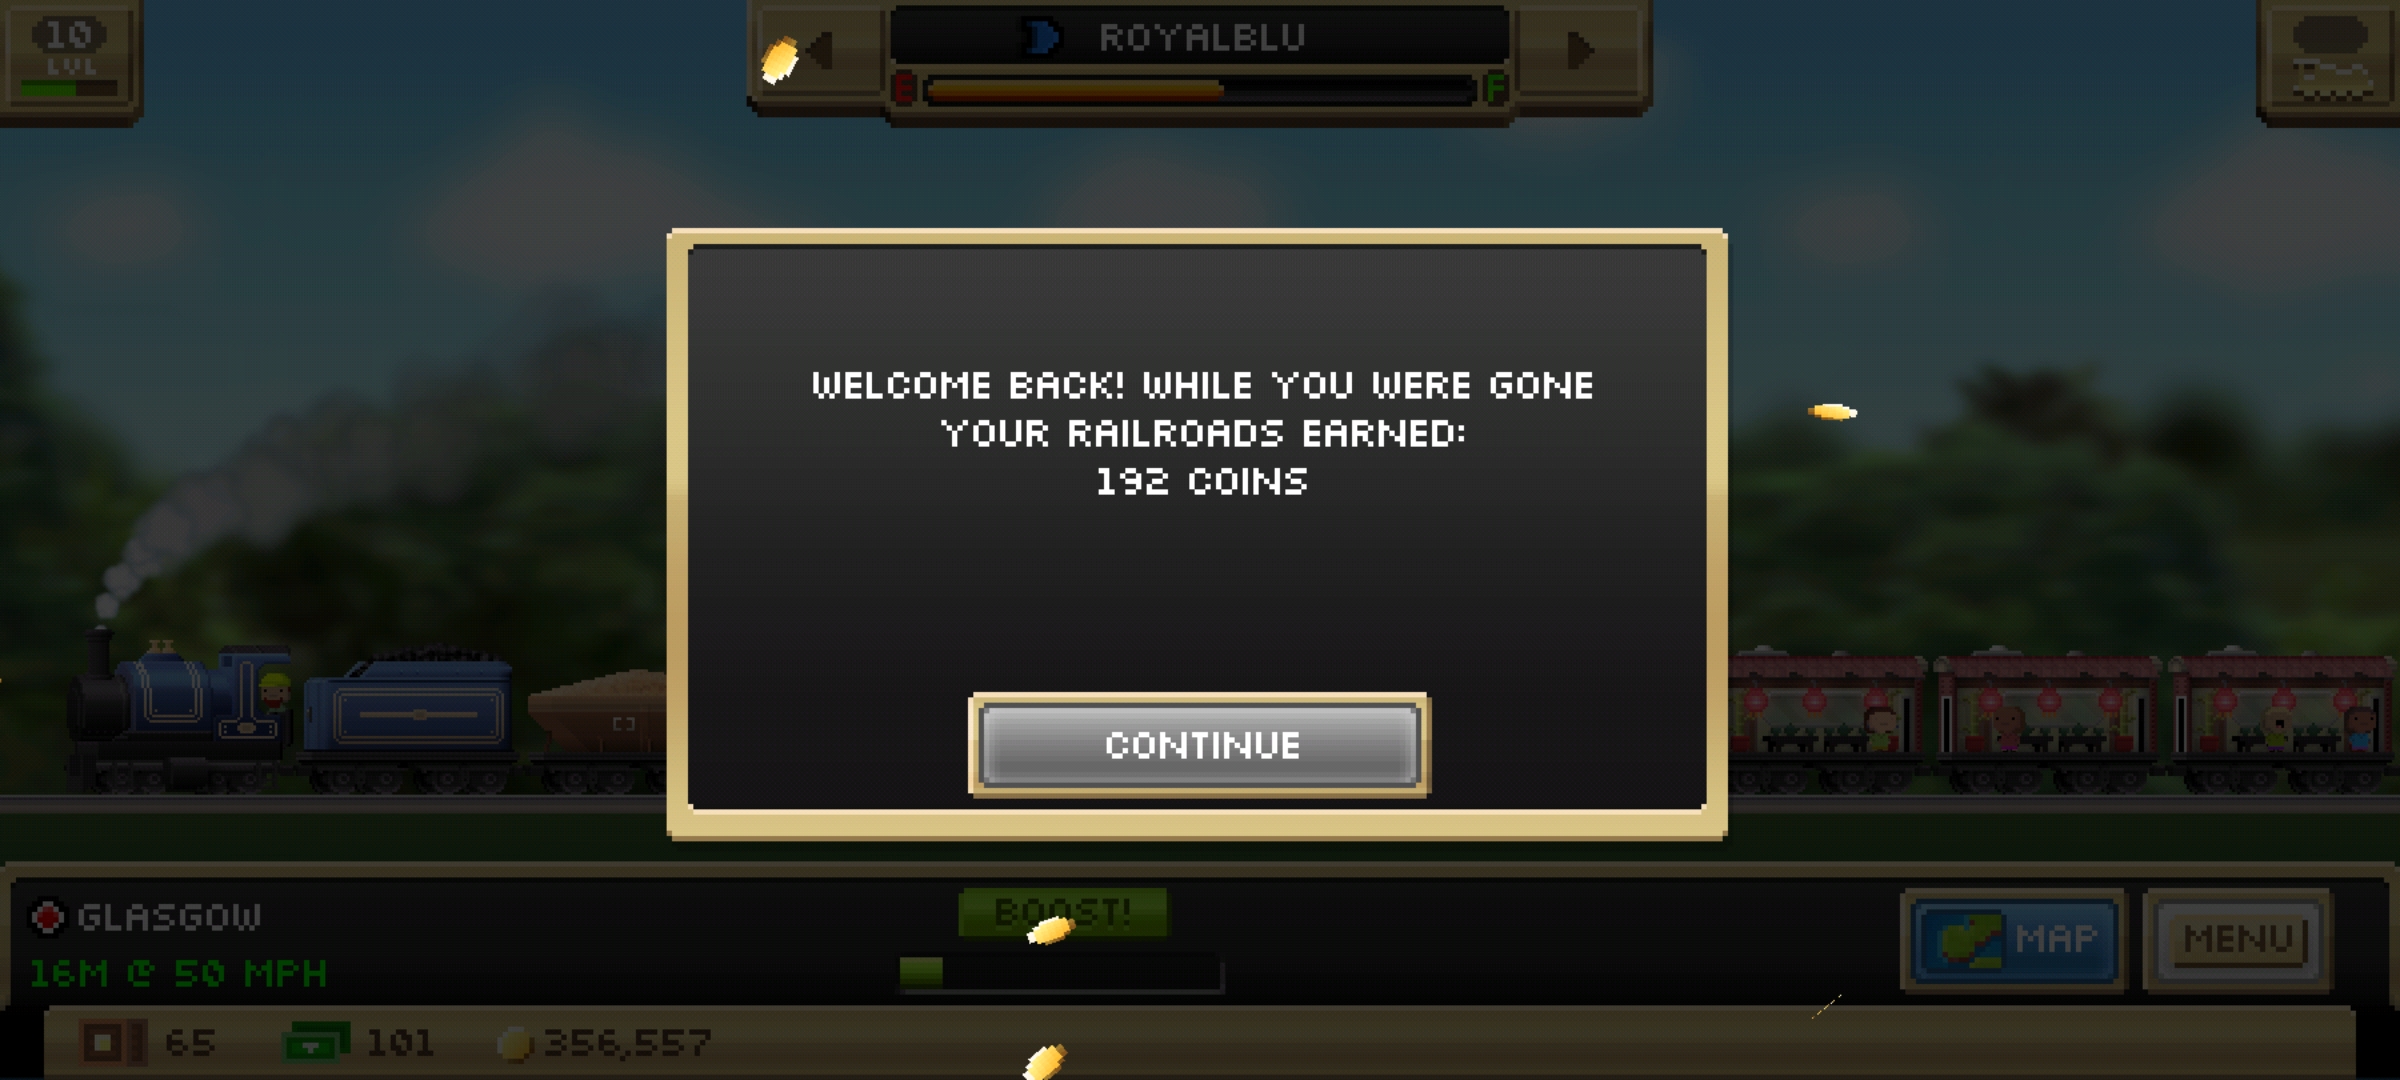 10
LVL
ROYALBLU
E
F
WELCOME BACK! WHILE YOU WERE GONE
YOUR RAILROADS EARNED:
192 COINS
CONTINUE
GLASGOW
16M @ 50 MPH
BOOST!
MAP
MENU
65
101
356,557